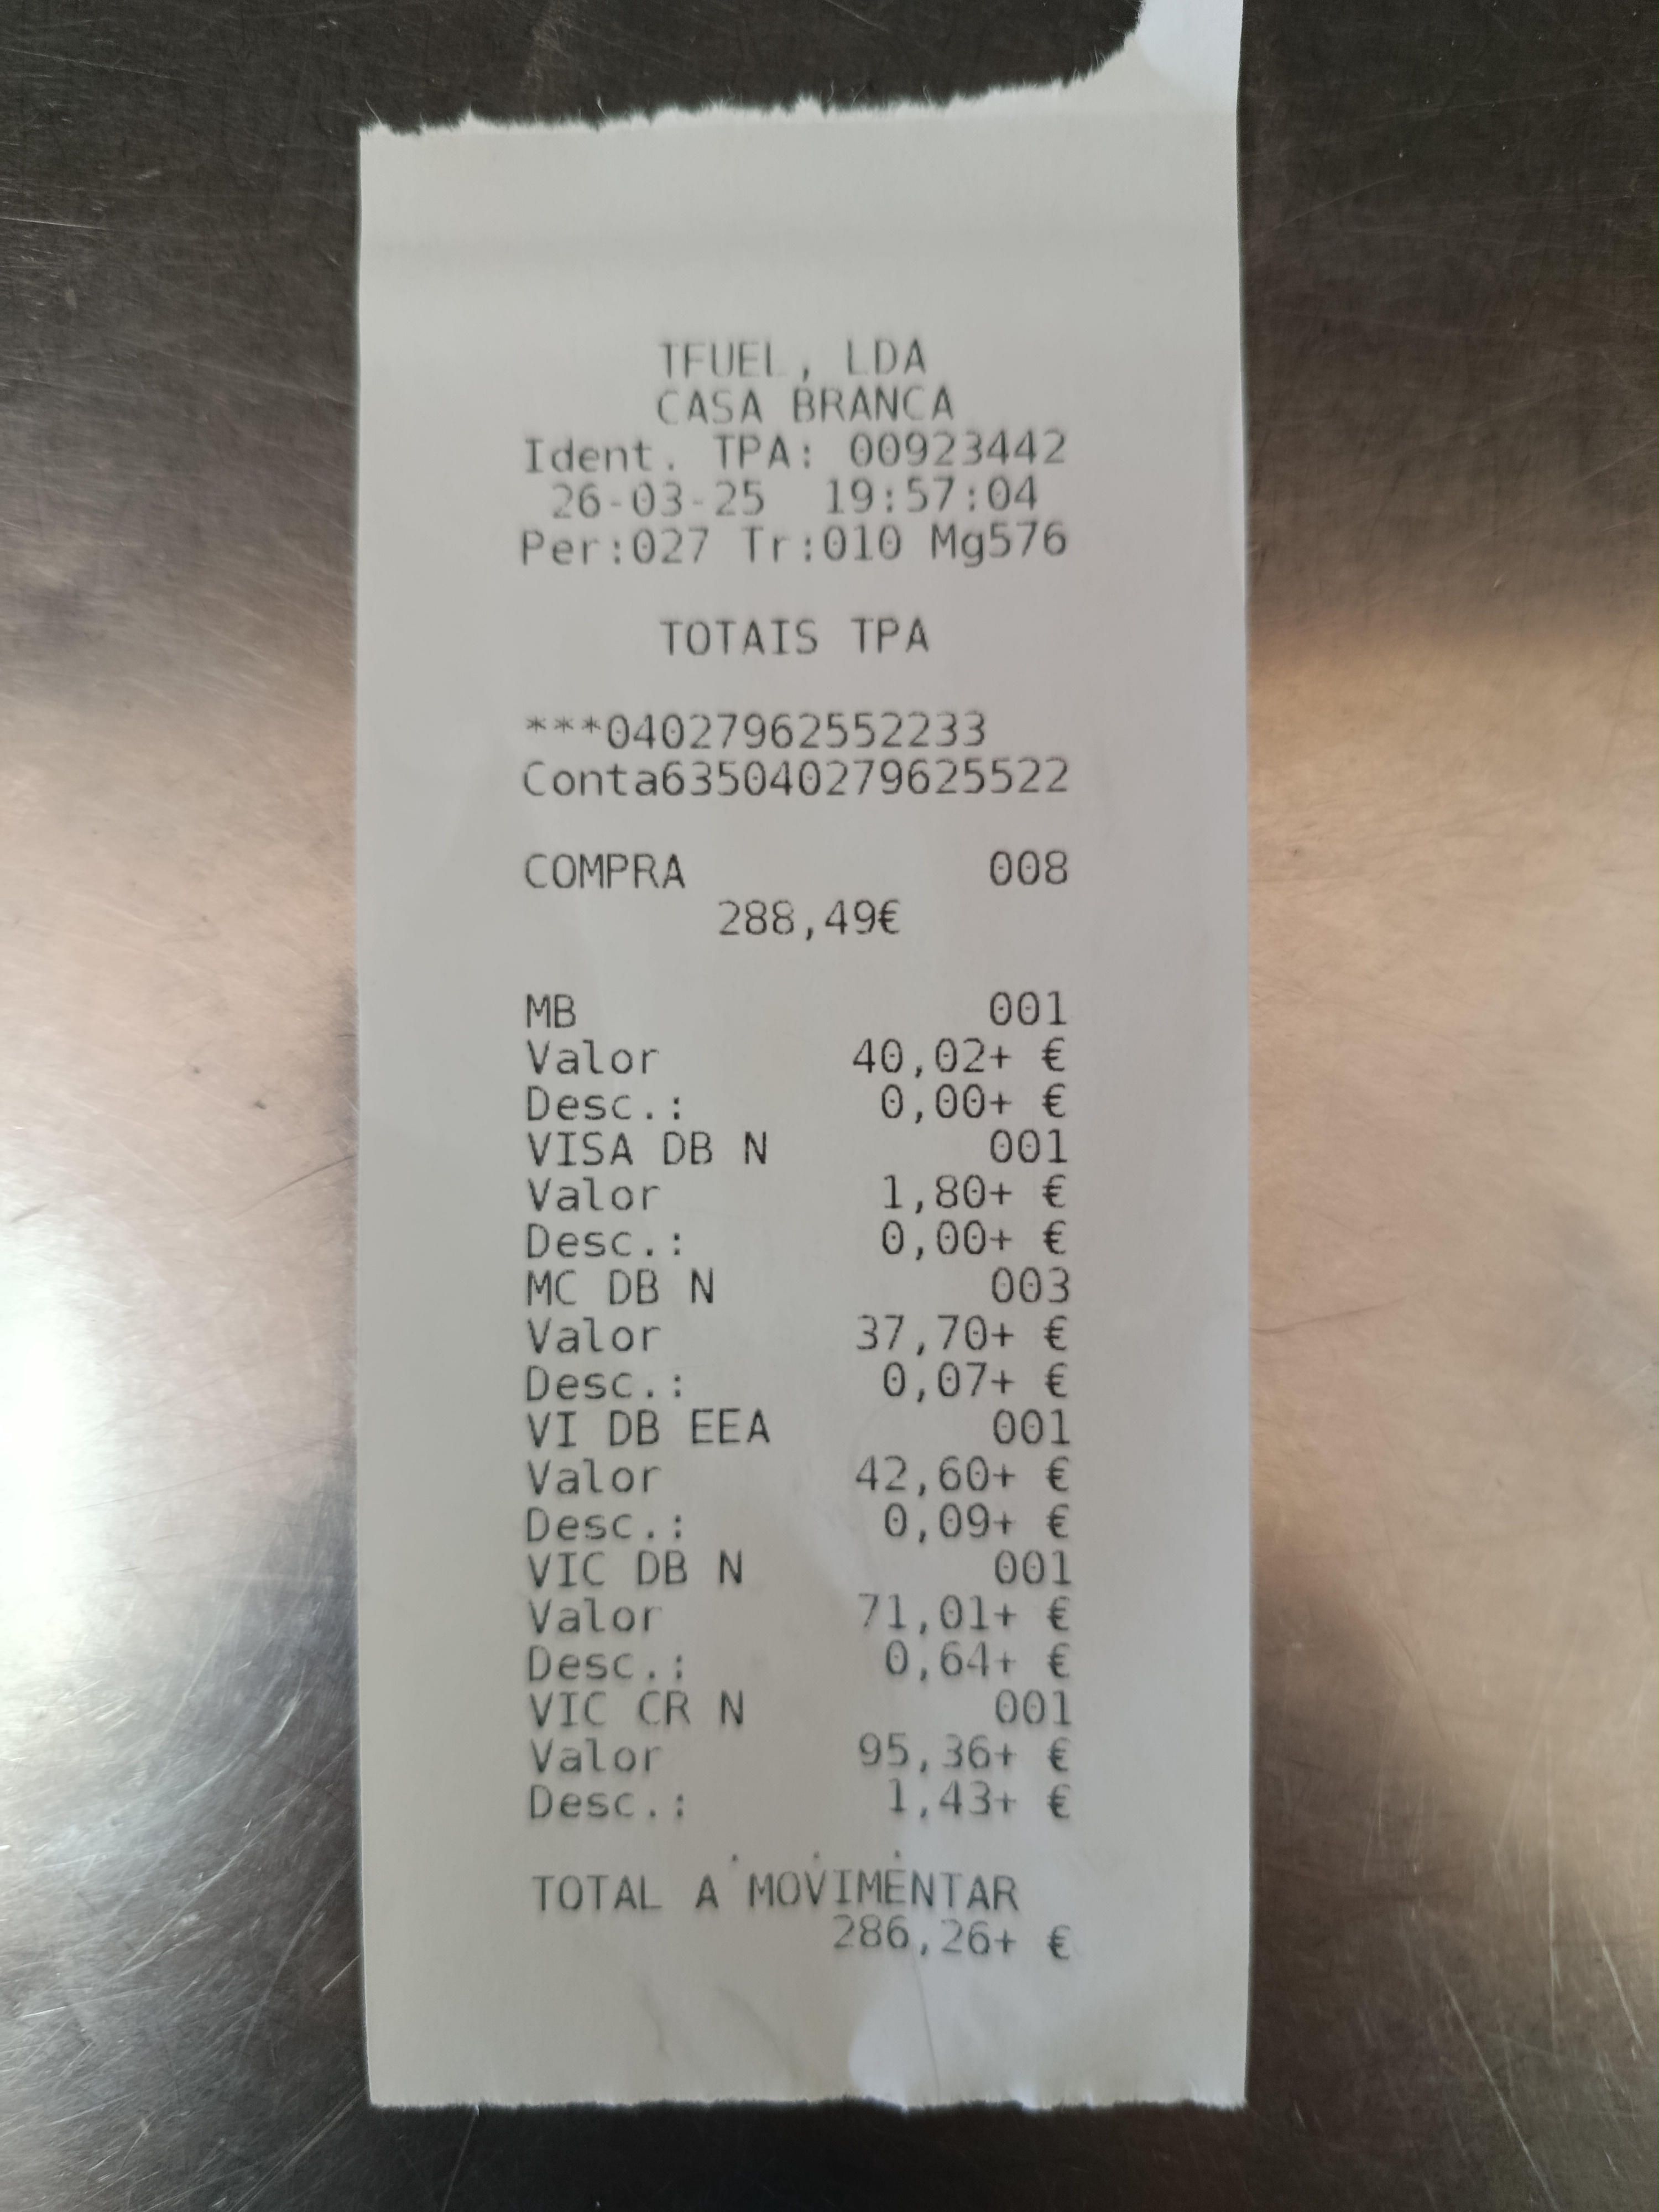 TFUEL, LDA
CASA BRANCA
Ident. TPA: 00923442
26-03-25 19:57:04
Per:027 Tr:010 Mg576
TOTAIS TPA
***04027962552233
Conta635040279625522
COMPRA 008
288,49€
MB 001
Valor 40,02+ €
Desc.: 0,00+ €
VISA DB N 001
Valor 1,80+ €
Desc.: 0,00+ €
MC DB N 003
Valor 37,70+ €
Desc.: 0,07+ €
VI DB EEA 001
Valor 42,60+ €
Desc.: 0,09+ €
VIC DB N 001
Valor 71,01+ €
Desc.: 0,64+ €
VIC CR N 001
Valor 95,36+ €
Desc.: 1,43+ €
TOTAL A MOVIMENTAR
286,26+ €